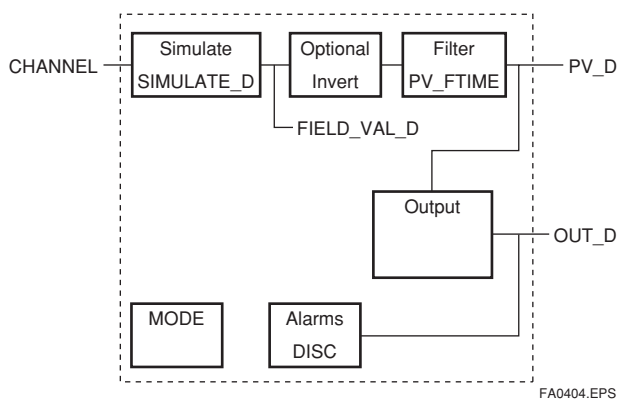 CHANNEL
Simulate
SIMULATE_D
Optional
Invert
Filter
PV_FTIME
PV_D
FIELD_VAL_D
Output
OUT_D
MODE
Alarms
DISC
FA0404.EPS